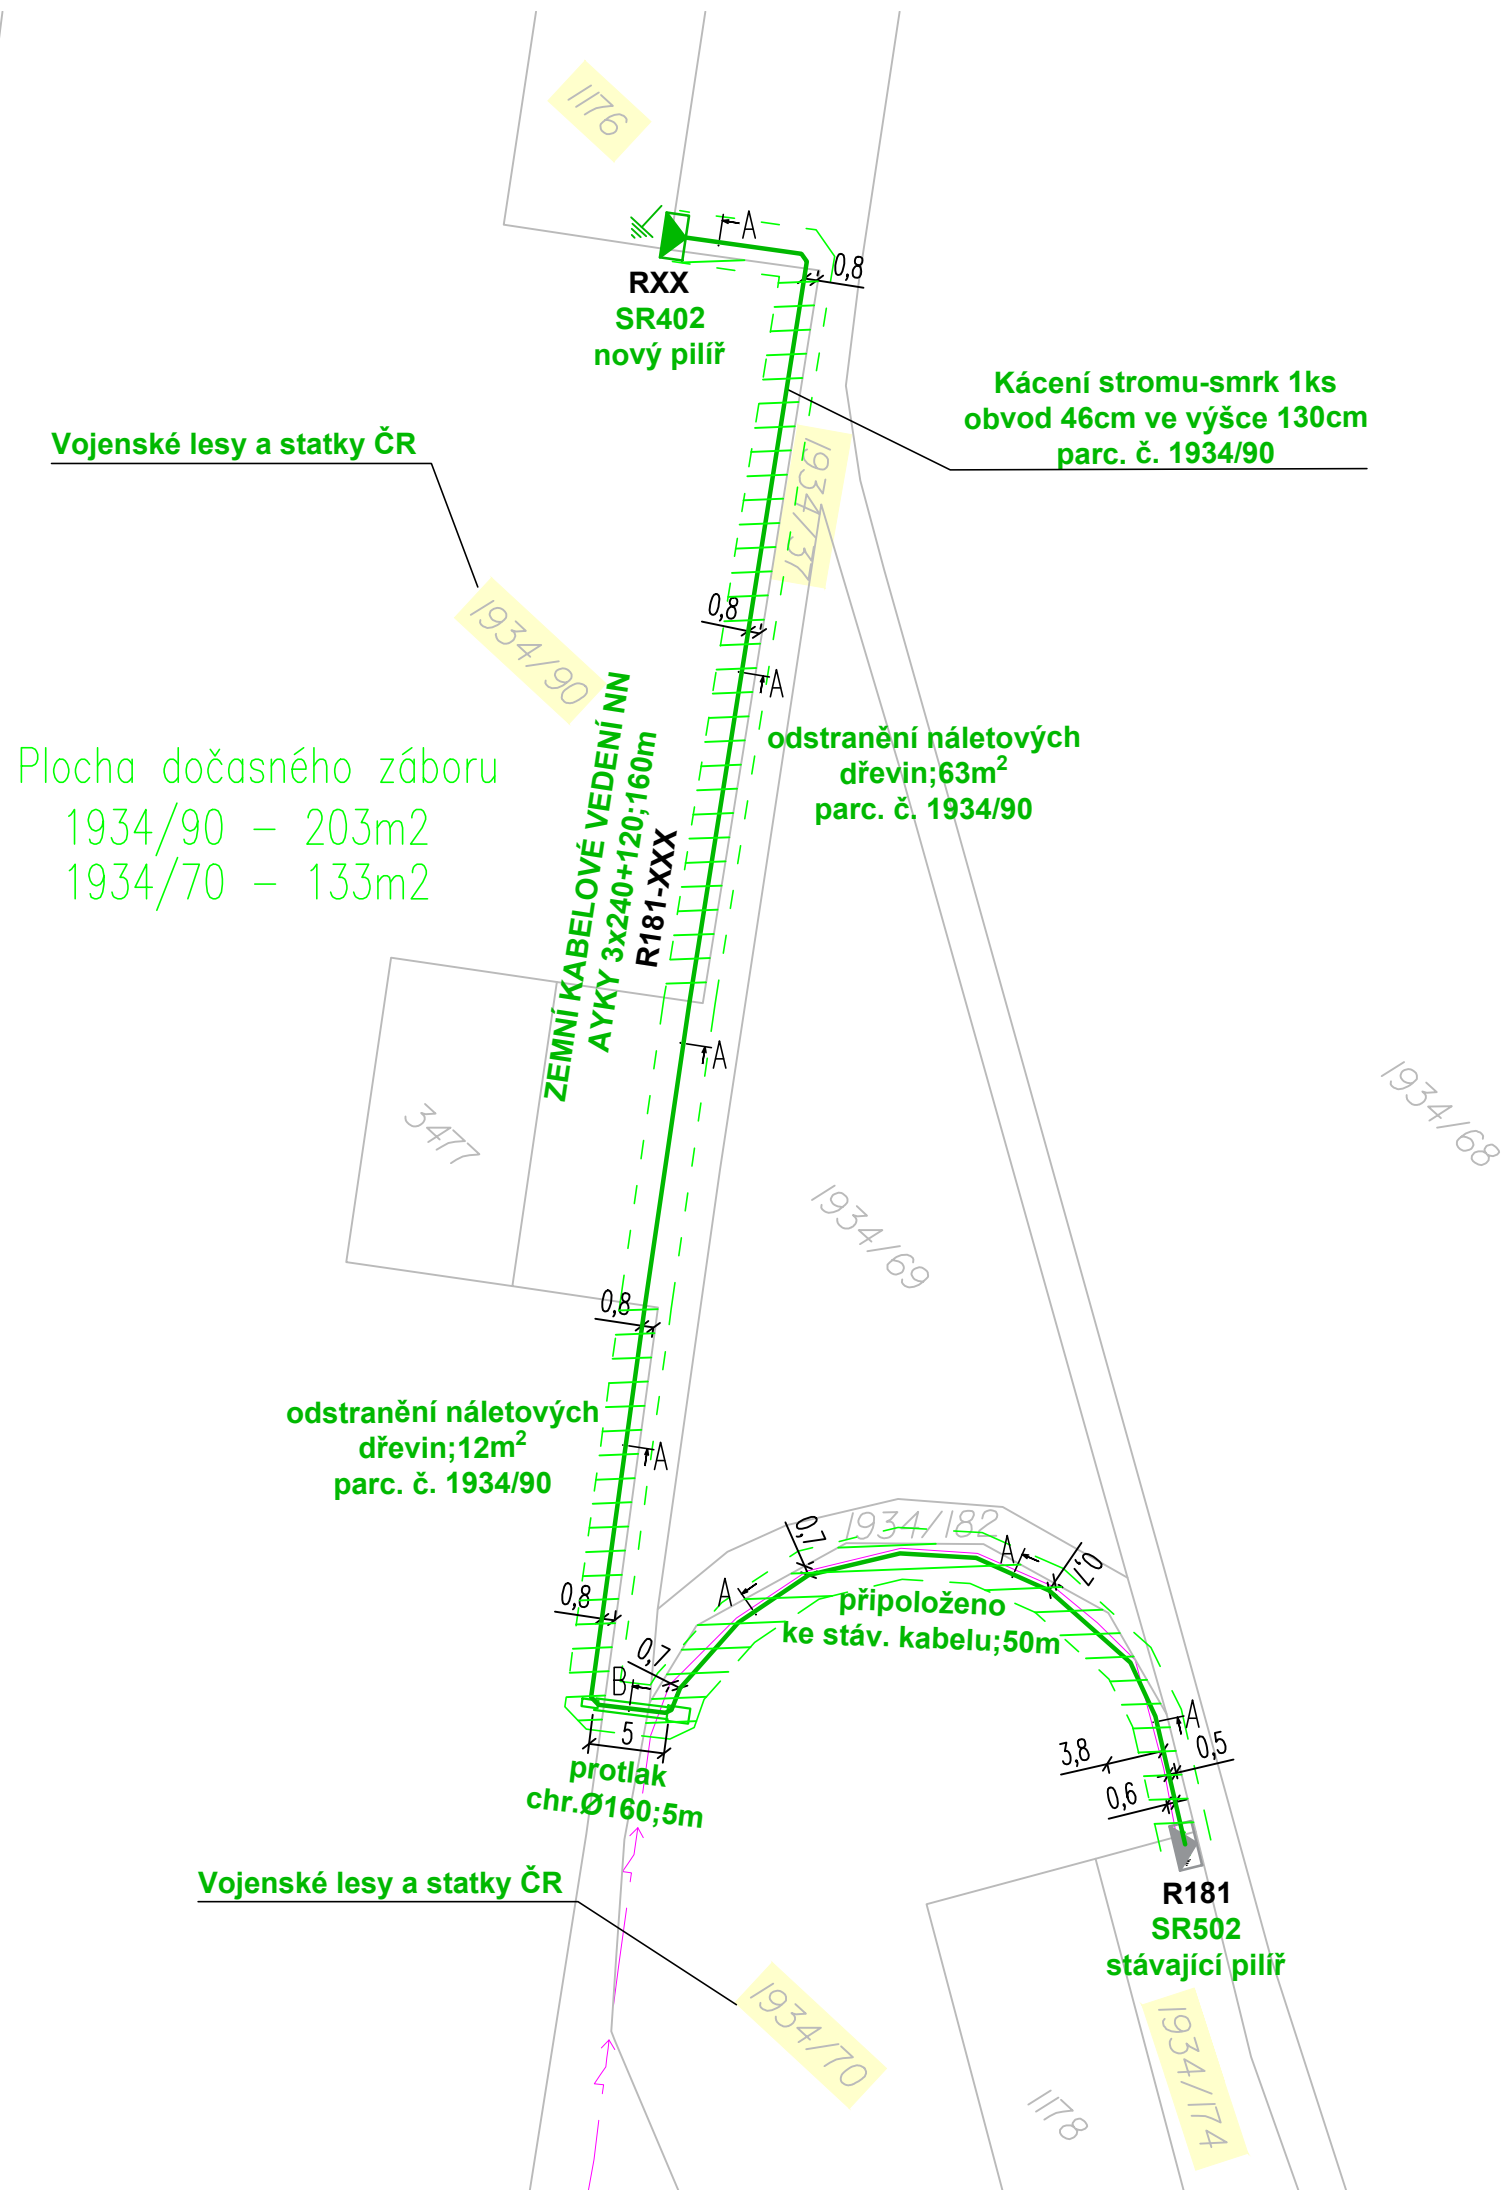 1176
A
0,8
RXX
SR402
nový pilíř
Kácení stromu-smrk 1ks
obvod 46cm ve výšce 130cm
parc. č. 1934/90
Vojenské lesy a statky ČR
1934/37
1934/90
0,8
A
ZEMNÍ KABELOVÉ VEDENÍ NN
AYKY 3x240+120;160m
R181-XXX
odstranění náletových
dřevin;63m²
parc. č. 1934/90
Plocha dočasného záboru
1934/90 – 203m2
1934/70 – 133m2
A
3477
1934/68
1934/69
0,8
odstranění náletových
dřevin;12m²
parc. č. 1934/90
A
0,7
1934/182
A
0,7
A
0,8
připoloženo
ke stáv. kabelu;50m
0,7
B
5
protlak
chr.Ø160;5m
A
3,8
0,5
0,6
Vojenské lesy a statky ČR
R181
SR502
stávající pilíř
1934/70
1934/174
1178